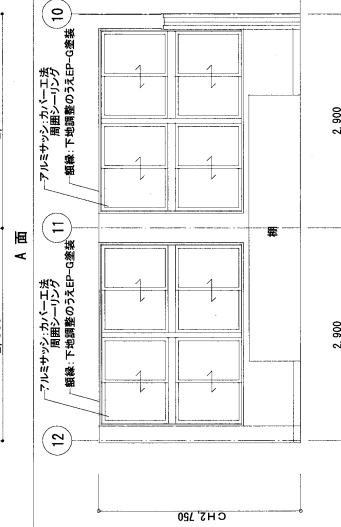 A 面
アルミサッシ:カバー工法
周囲シーリング
額縁:下地調整のうえEP-G塗装
アルミサッシ:カバー工法
周囲シーリング
額縁:下地調整のうえEP-G塗装
12
11
10
棚
CH2,750
2,900
2,900